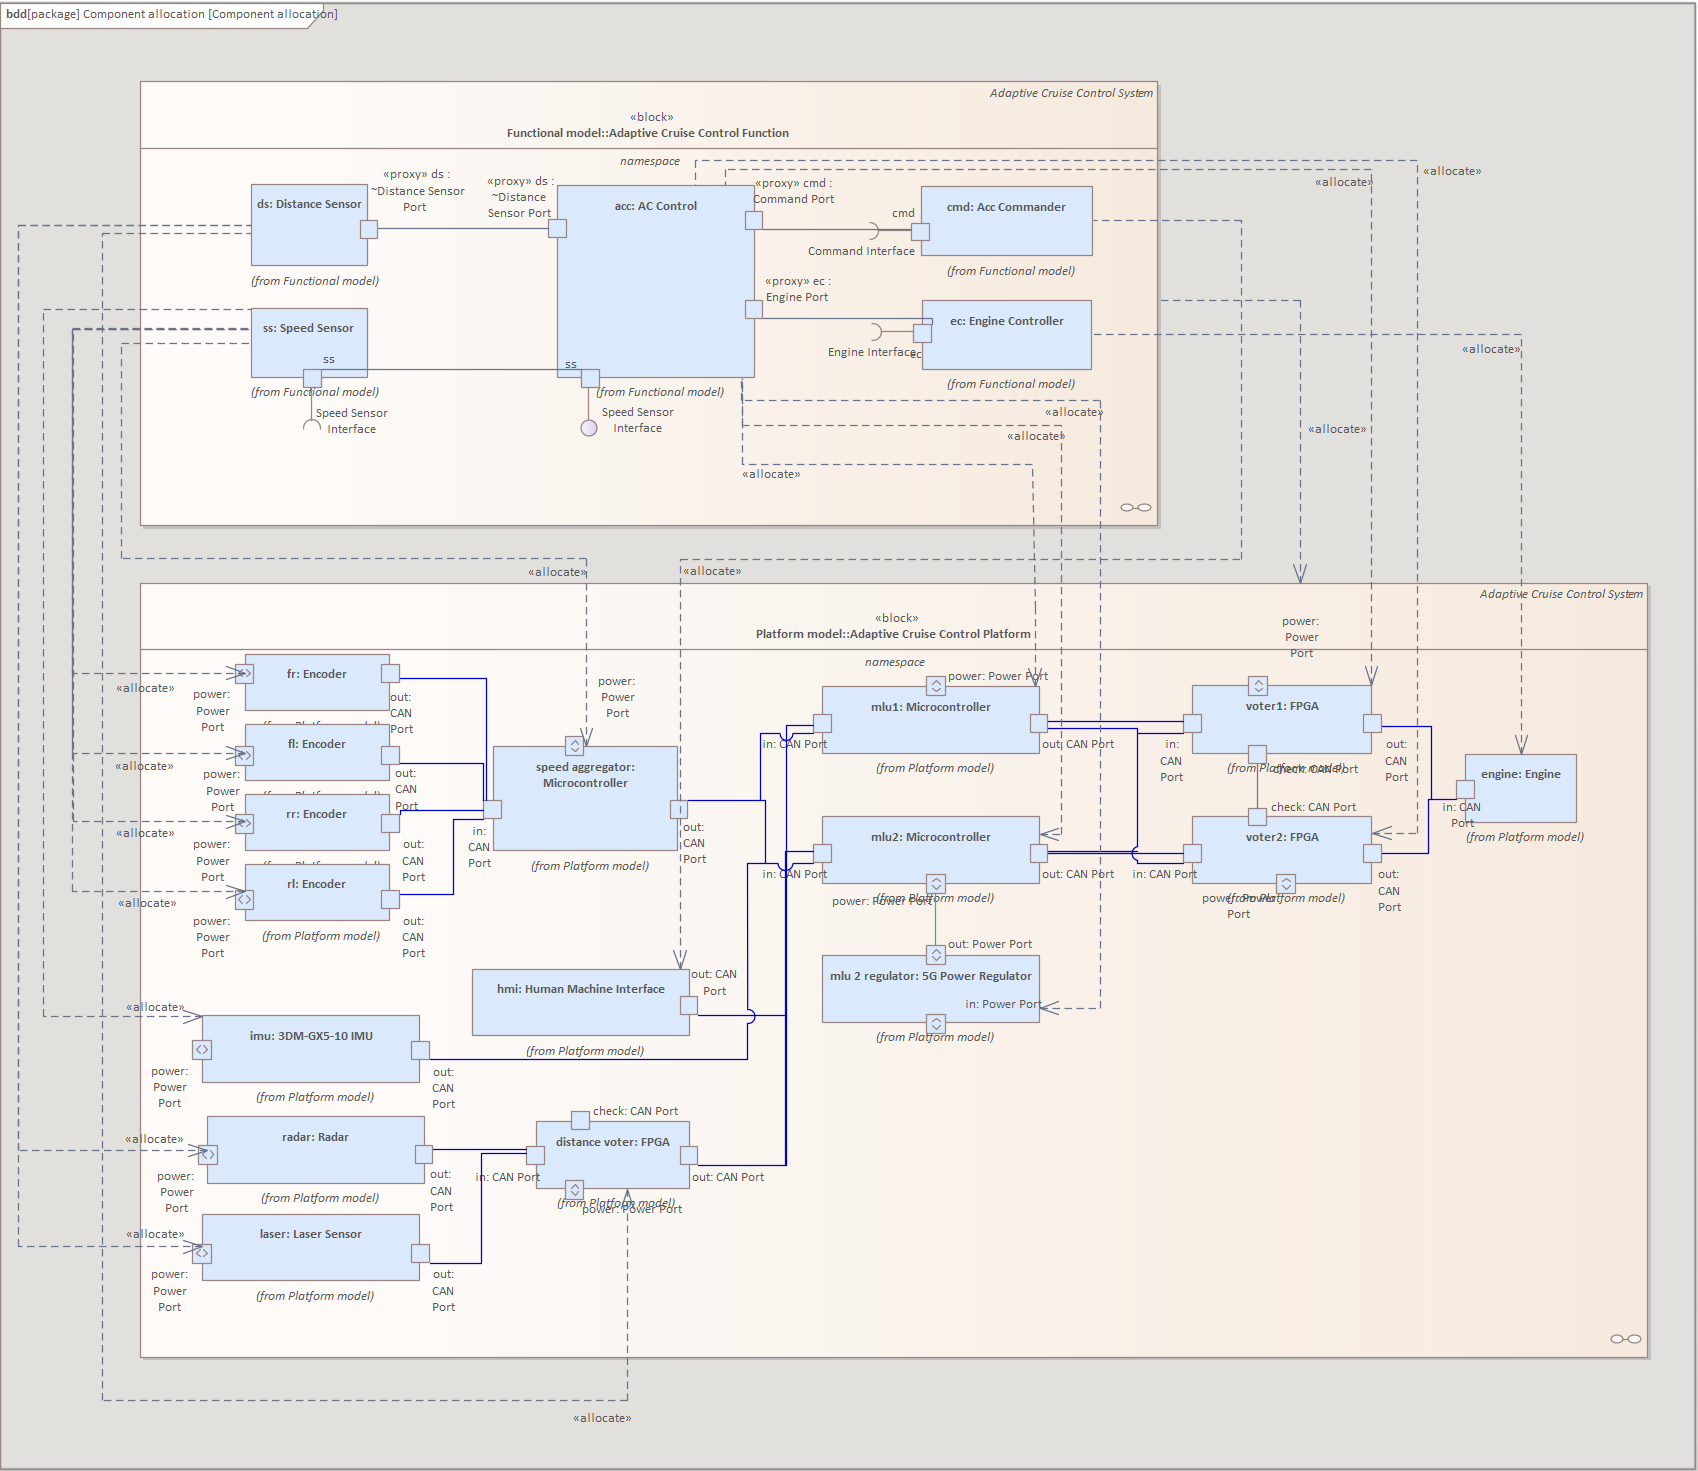 bdd[package] Component allocation [Component allocation]
Adaptive Cruise Control System
«block»
Functional model::Adaptive Cruise Control Function
namespace
«allocate»
«allocate»
«proxy» ds :
~Distance Sensor
Port
«proxy» ds :
~Distance
Sensor Port
«proxy» cmd :
Command Port
ds: Distance Sensor
acc: AC Control
cmd: Acc Commander
cmd
Command Interface
(from Functional model)
(from Functional model)
«proxy» ec :
Engine Port
ss: Speed Sensor
ec: Engine Controller
Engine Interface
ec
«allocate»
ss
ss
(from Functional model)
(from Functional model)
(from Functional model)
Speed Sensor
Interface
Speed Sensor
Interface
«allocate»
«allocate»
«allocate»
«allocate»
«allocate»
«allocate»
Adaptive Cruise Control System
«block»
Platform model::Adaptive Cruise Control Platform
namespace
power:
Power
Port
fr: Encoder
«allocate»
power:
Power
Port
out:
CAN
Port
power:
Power
Port
power: Power Port
mlu1: Microcontroller
voter1: FPGA
in: CAN Port
out: CAN Port
in:
CAN
Port
out:
CAN
Port
(from Platform model)
(from Platform model)
check: CAN Port
fl: Encoder
«allocate»
power:
Power
Port
out:
CAN
Port
speed aggregator:
Microcontroller
engine: Engine
in: CAN
Port
(from Platform model)
check: CAN Port
rr: Encoder
«allocate»
power:
Power
Port
out:
CAN
Port
in:
CAN
Port
out:
CAN
Port
(from Platform model)
mlu2: Microcontroller
voter2: FPGA
in: CAN Port
out: CAN Port
in: CAN Port
out:
CAN
Port
power: Power Port
(from Platform model)
power: Power
Port
(from Platform model)
rl: Encoder
«allocate»
power:
Power
Port
out:
CAN
Port
(from Platform model)
out: Power Port
mlu 2 regulator: 5G Power Regulator
in: Power Port
(from Platform model)
hmi: Human Machine Interface
out: CAN
Port
(from Platform model)
«allocate»
imu: 3DM-GX5-10 IMU
power:
Power
Port
out:
CAN
Port
(from Platform model)
«allocate»
radar: Radar
power:
Power
Port
out:
CAN
Port
(from Platform model)
check: CAN Port
distance voter: FPGA
in: CAN Port
out: CAN Port
(from Platform model)
power: Power Port
«allocate»
laser: Laser Sensor
power:
Power
Port
out:
CAN
Port
(from Platform model)
«allocate»